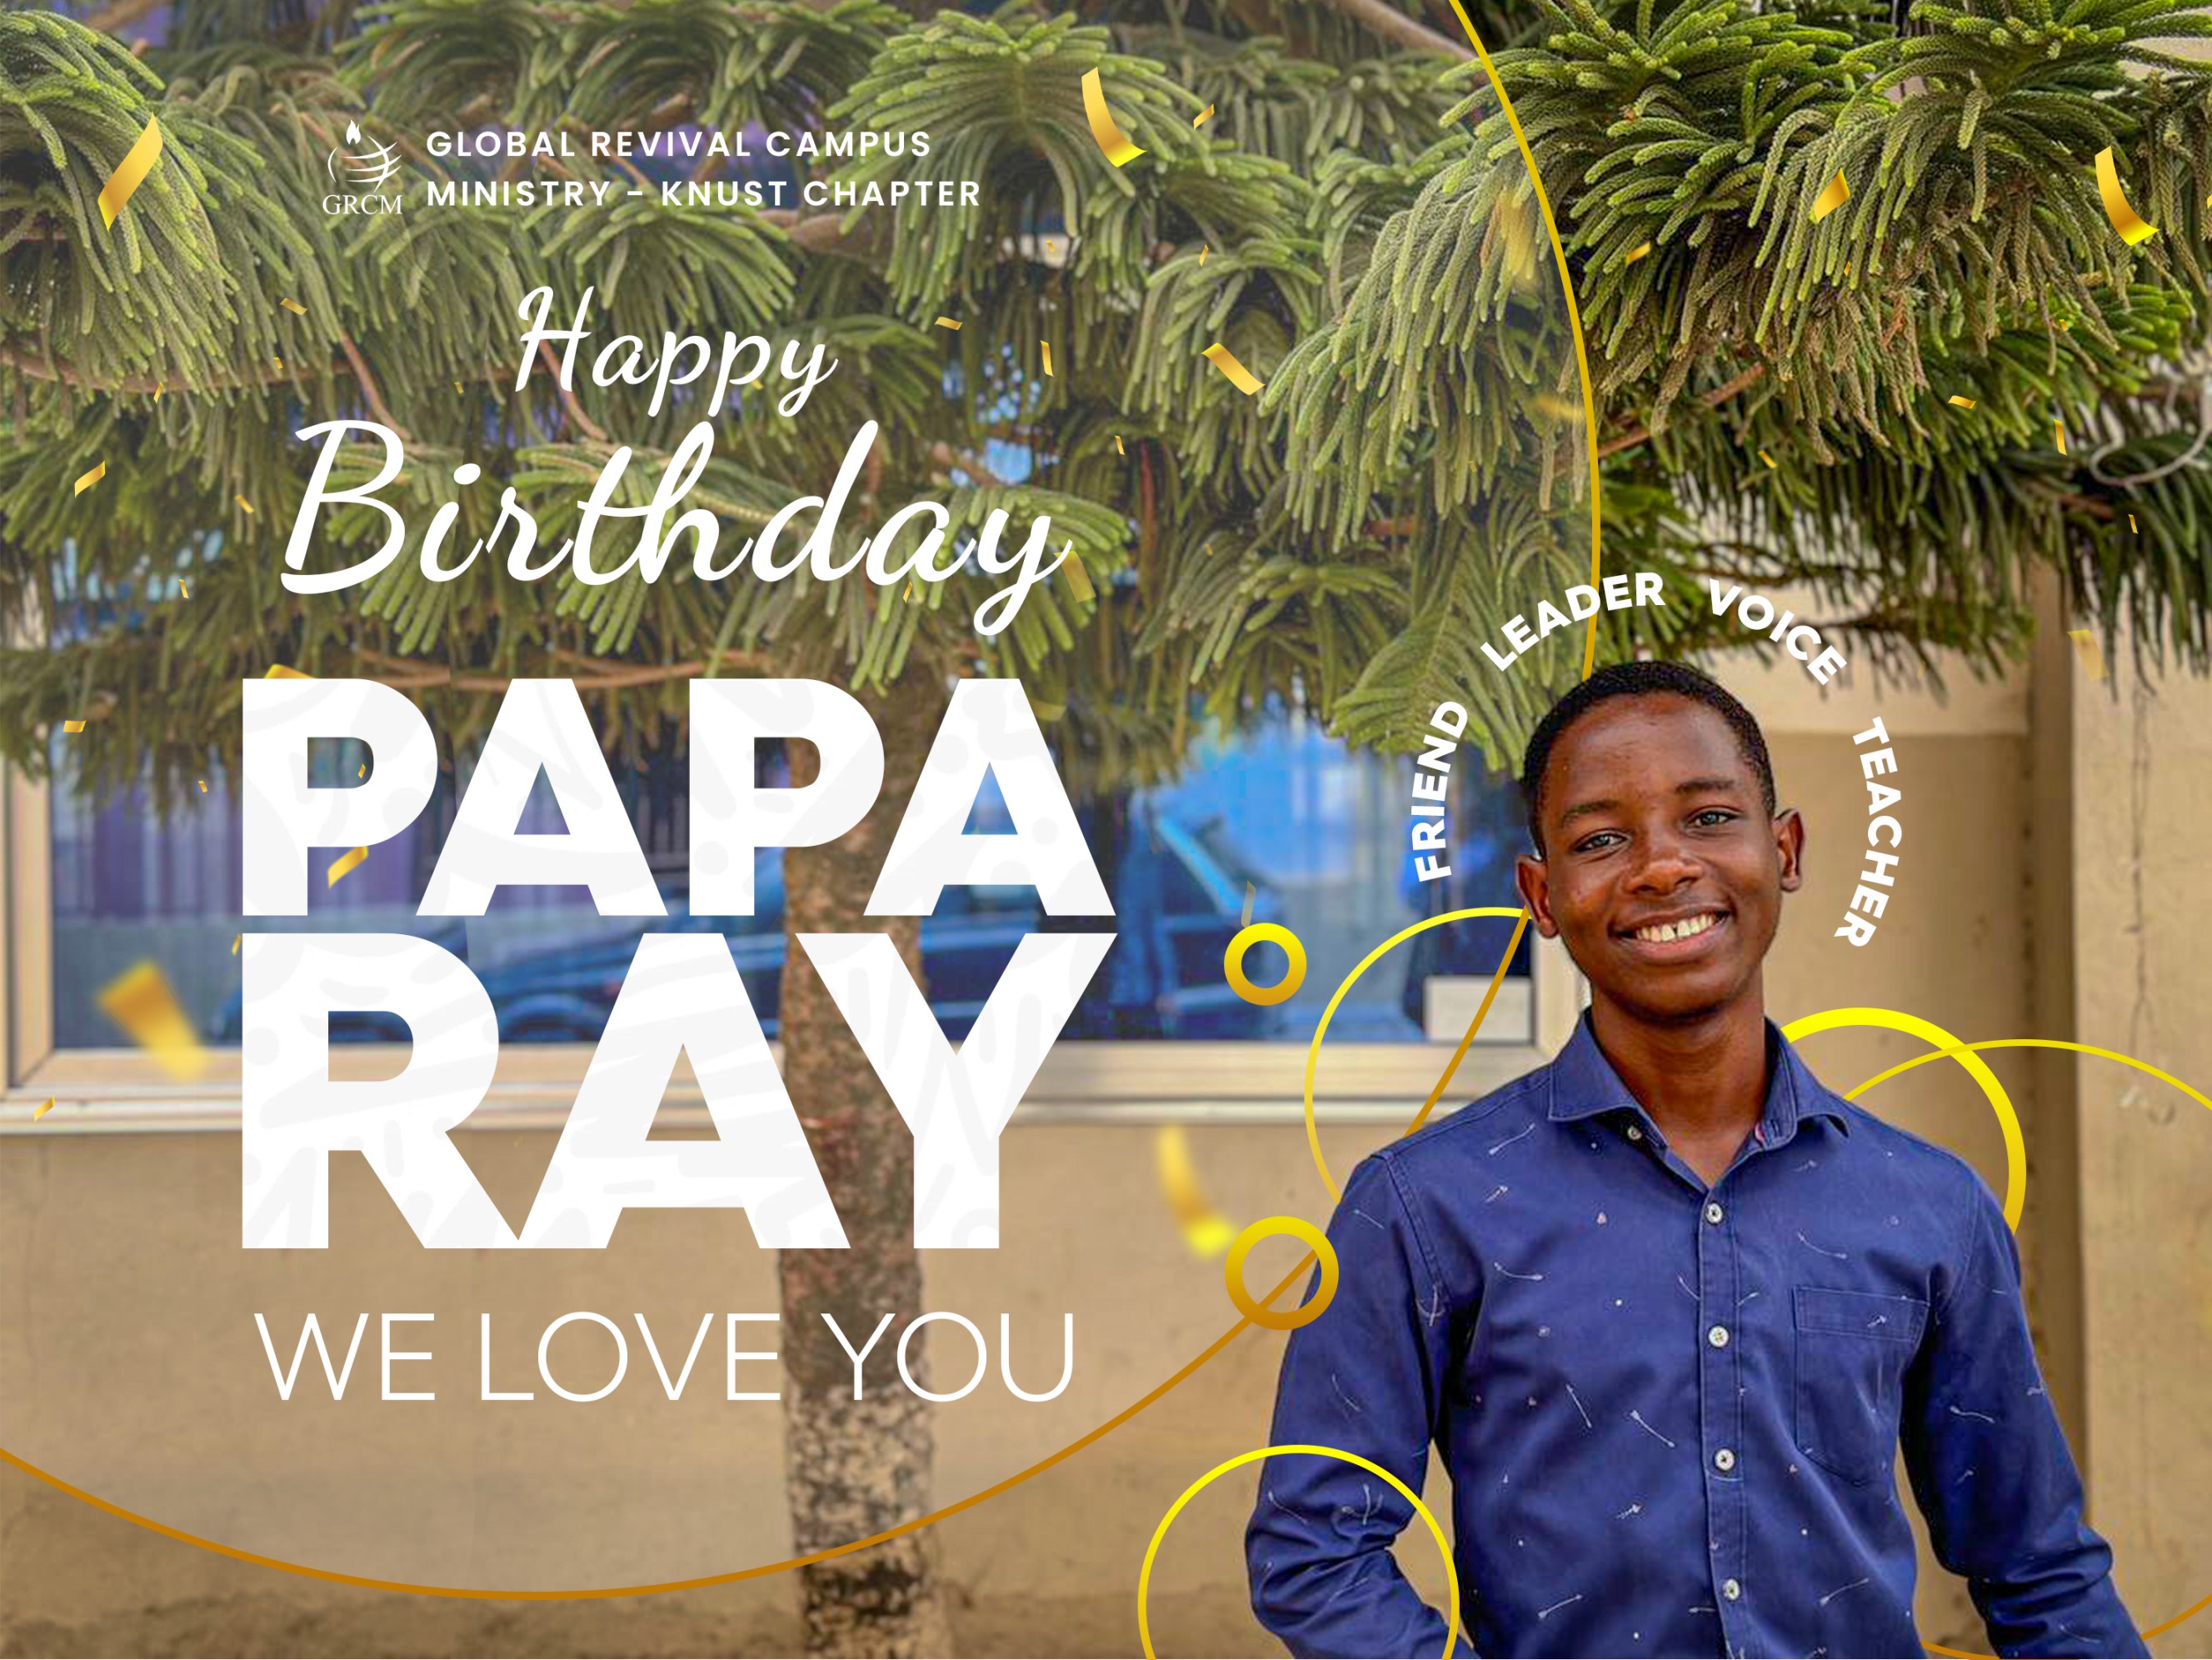 GRCM
GLOBAL REVIVAL CAMPUS
MINISTRY - KNUST CHAPTER
Happy
Birthday
PAPA
RAY
WE LOVE YOU
FRIEND
LEADER
VOICE
TEACHER